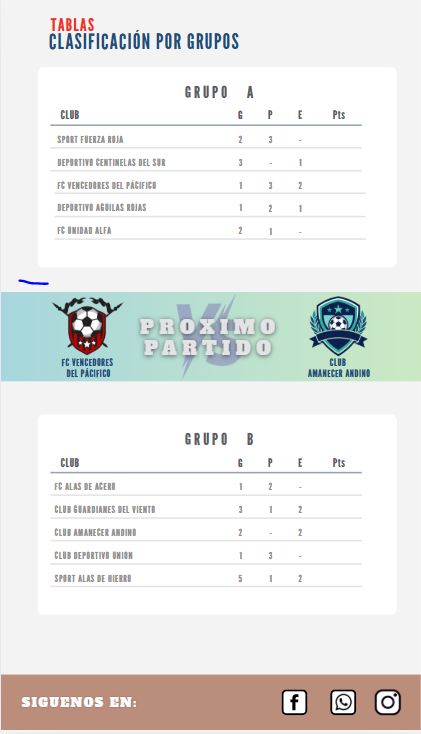 TABLAS
CLASIFICACIÓN POR GRUPOS
GRUPO A
CLUB G P E Pts
SPORT FUERZA ROJA 2 3 -
DEPORTIVO CENTINELAS DEL SUR 3 - 1
FC VENCEDORES DEL PÁCIFICO 1 3 2
DEPORTIVO AGUILAS ROJAS 1 2 1
FC UNIDAD ALFA 2 1 -
VS
PROXIMO
PARTIDO
FC VENCEDORES
DEL PÁCIFICO
CLUB
AMANECER ANDINO
GRUPO B
CLUB G P E Pts
FC ALAS DE ACERO 1 2 -
CLUB GUARDIANES DEL VIENTO 3 1 2
CLUB AMANECER ANDINO 2 - 2
CLUB DEPORTIVO UNION 1 3 -
SPORT ALAS DE HIERRO 5 1 2
SIGUENOS EN: